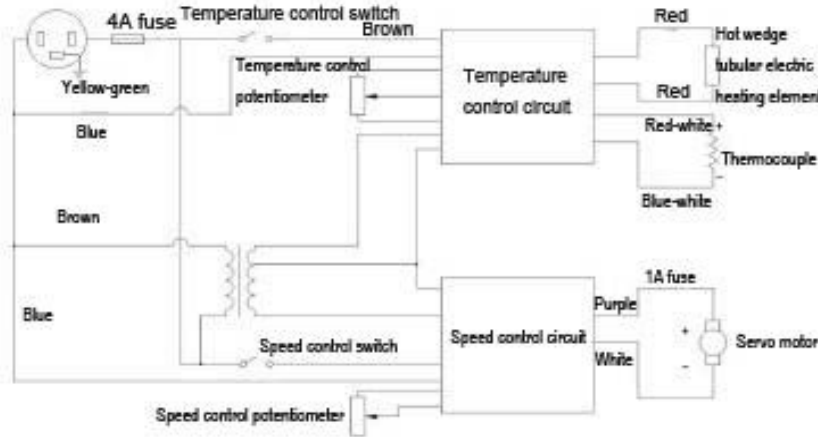 Temperature control switch
4A fuse
Brown
Red
Hot wedge
tubular electric
heating element
Yellow-green
Temperature control
potentiometer
Temperature
control circuit
Red
Blue
Red-white
+
Thermocouple
−
Blue-white
Brown
Blue
1A fuse
Purple
Speed control switch
Speed control circuit
+
Servo motor
White
−
Speed control potentiometer